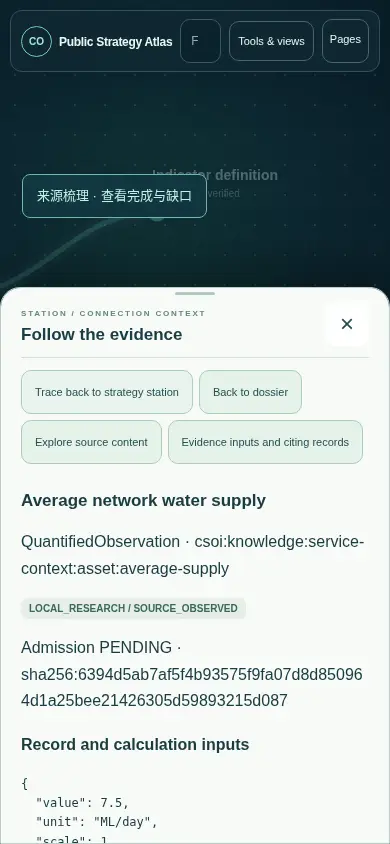 CO Public Strategy Atlas F Tools & views Pages
Indicator definition
verified
来源梳理 · 查看完成与缺口
STATION / CONNECTION CONTEXT
Follow the evidence
✕
Trace back to strategy station Back to dossier
Explore source content Evidence inputs and citing records
Average network water supply
QuantifiedObservation · csoi:knowledge:service-
context:asset:average-supply
LOCAL_RESEARCH / SOURCE_OBSERVED
Admission PENDING ·
sha256:6394d5ab7af5f4b93575f9fa07d8d85096
4d1a25bee21426305d59893215d087
Record and calculation inputs
{
"value": 7.5,
"unit": "ML/day",
"scale": 1